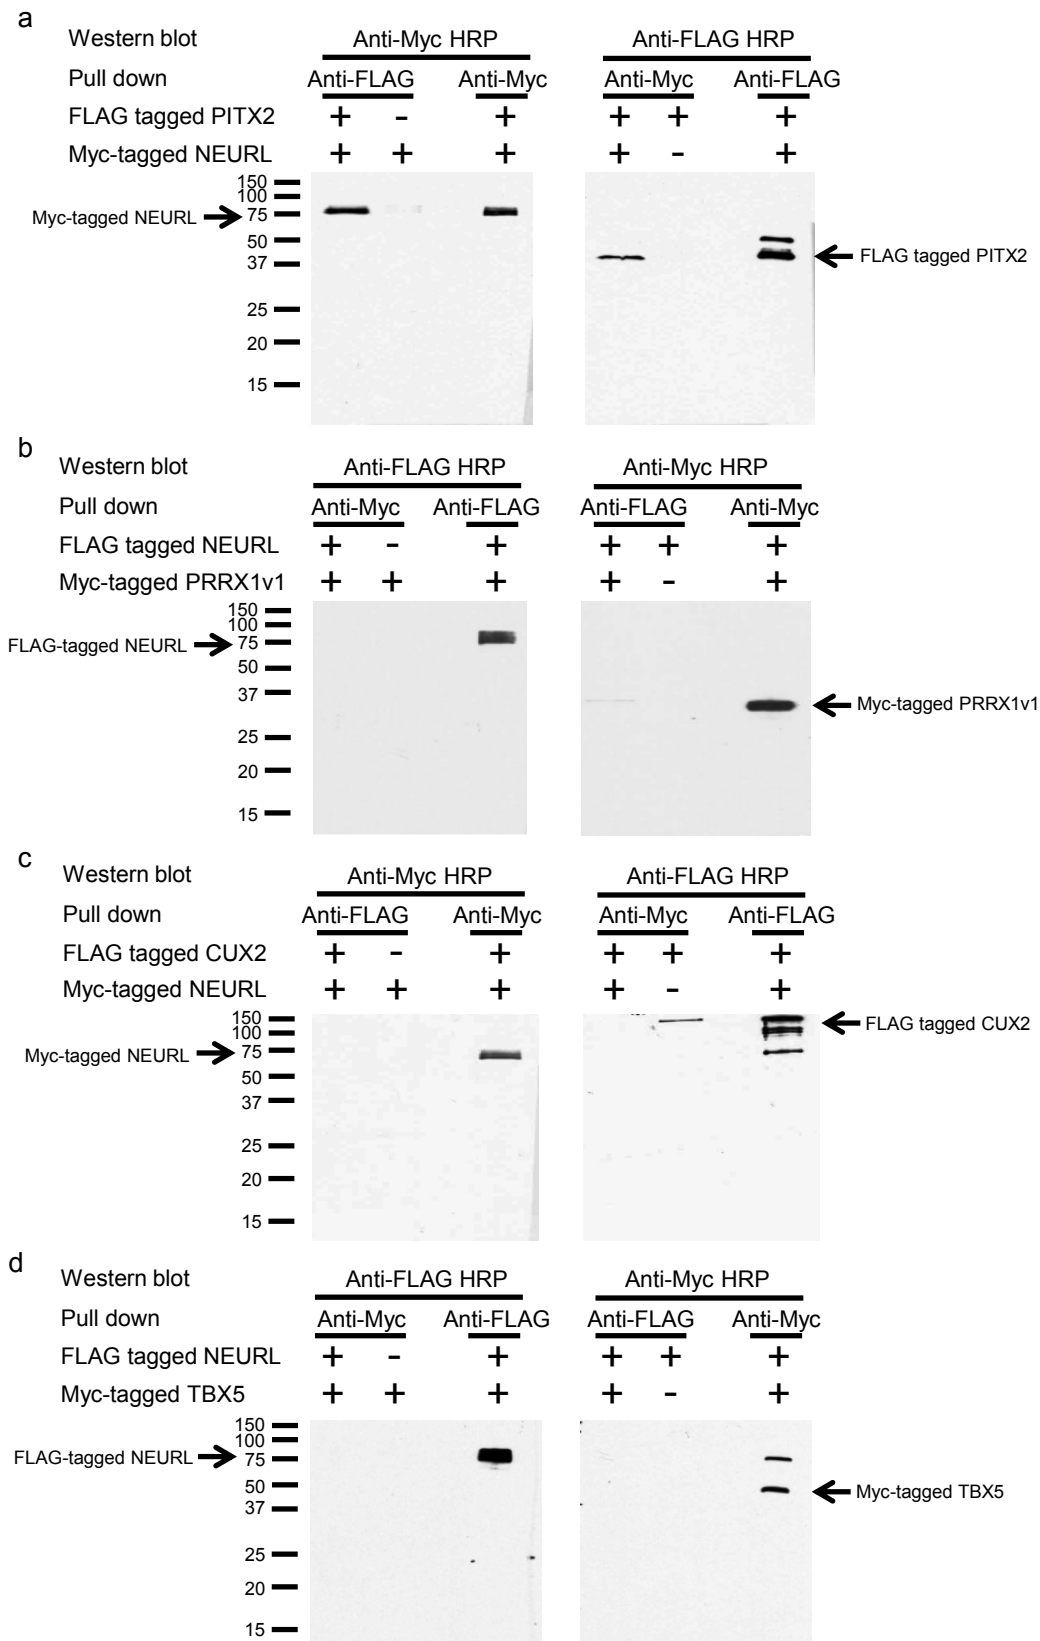 a
Western blot Anti-Myc HRP Anti-FLAG HRP
Pull down Anti-FLAG Anti-Myc Anti-Myc Anti-FLAG
FLAG tagged PITX2 + - + + + +
Myc-tagged NEURL + + + + - +
150
100
Myc-tagged NEURL 75
50
37 FLAG tagged PITX2
25
20
15
b
Western blot Anti-FLAG HRP Anti-Myc HRP
Pull down Anti-Myc Anti-FLAG Anti-FLAG Anti-Myc
FLAG tagged NEURL + - + + + +
Myc-tagged PRRX1v1 + + + + - +
150
100
FLAG-tagged NEURL 75
50
37
Myc-tagged PRRX1v1
25
20
15
c
Western blot Anti-Myc HRP Anti-FLAG HRP
Pull down Anti-FLAG Anti-Myc Anti-Myc Anti-FLAG
FLAG tagged CUX2 + - + + + +
Myc-tagged NEURL + + + + - +
150 FLAG tagged CUX2
100
Myc-tagged NEURL 75
50
37
25
20
15
d
Western blot Anti-FLAG HRP Anti-Myc HRP
Pull down Anti-Myc Anti-FLAG Anti-FLAG Anti-Myc
FLAG tagged NEURL + - + + + +
Myc-tagged TBX5 + + + + - +
150
100
FLAG-tagged NEURL 75
50 Myc-tagged TBX5
37
25
20
15